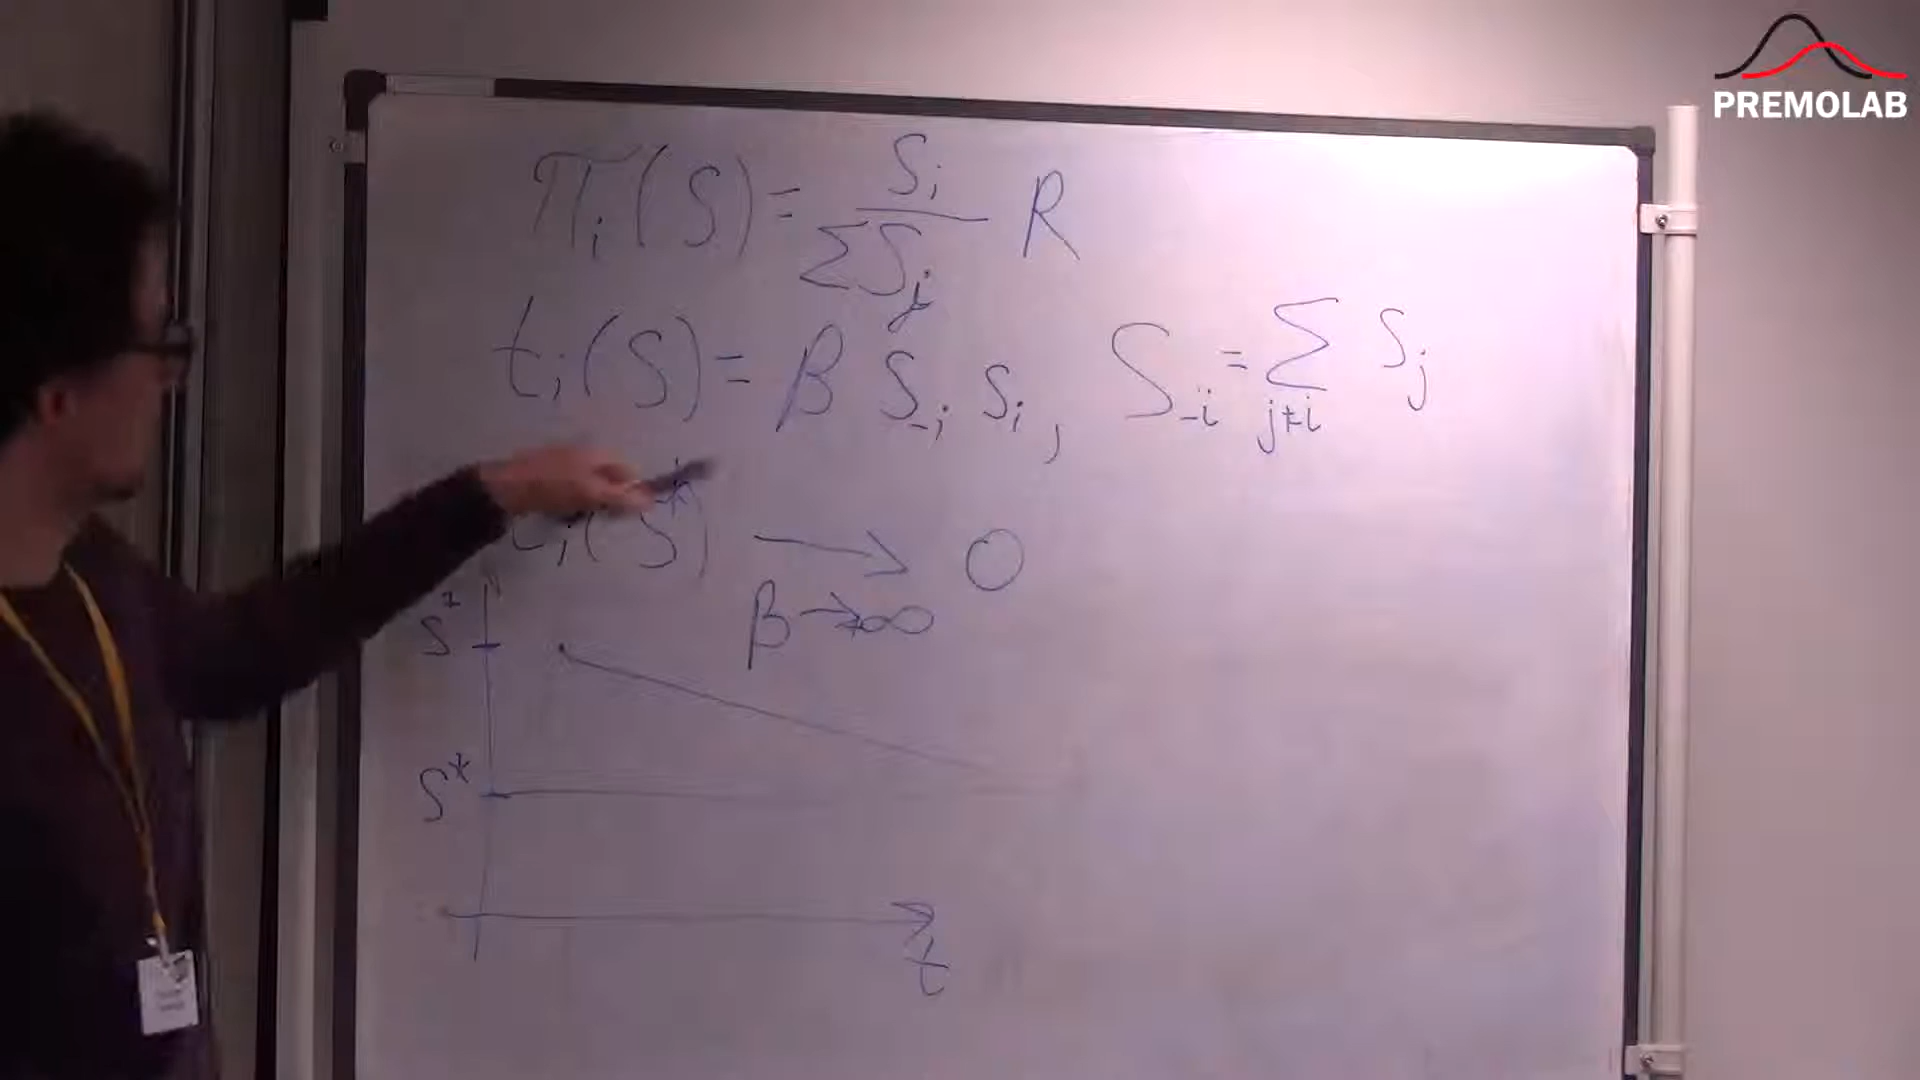 PREMOLAB
πᵢ(S) = Sᵢ / ΣSⱼ R
tᵢ(S) = β S₋ᵢ Sᵢ , S₋ᵢ = Σ_{j≠i} Sⱼ
tᵢ(S*) → 0
β → ∞
S*
t